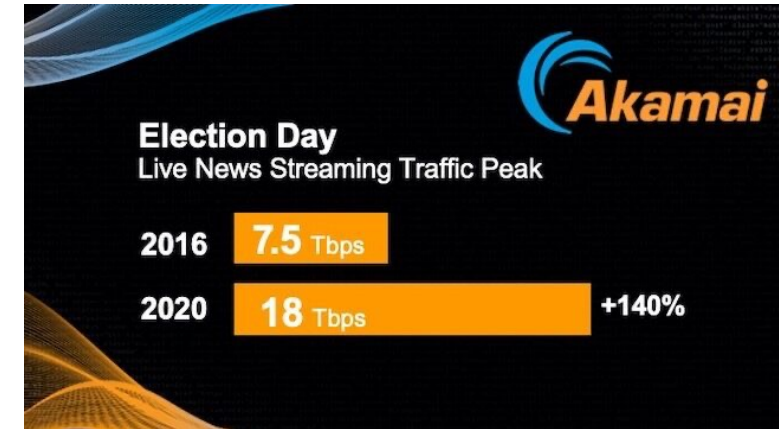 Akamai
Election Day
Live News Streaming Traffic Peak
2016 7.5 Tbps
2020 18 Tbps +140%